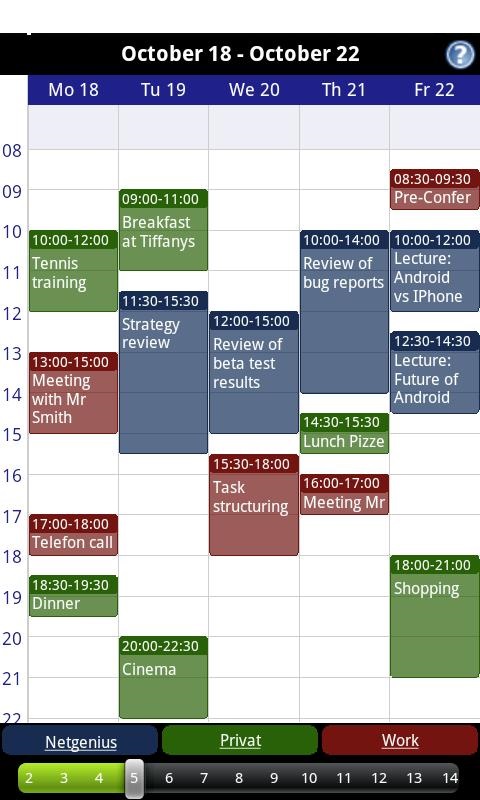 October 18 - October 22
?
Mo 18
Tu 19
We 20
Th 21
Fr 22
08
09
10
11
12
13
14
15
16
17
18
19
20
21
22
10:00-12:00
Tennis
training
13:00-15:00
Meeting
with Mr
Smith
17:00-18:00
Telefon call
18:30-19:30
Dinner
09:00-11:00
Breakfast
at Tiffanys
11:30-15:30
Strategy
review
20:00-22:30
Cinema
12:00-15:00
Review of
beta test
results
15:30-18:00
Task
structuring
10:00-14:00
Review of
bug reports
14:30-15:30
Lunch Pizze
16:00-17:00
Meeting Mr
08:30-09:30
Pre-Confer
10:00-12:00
Lecture:
Android
vs IPhone
12:30-14:30
Lecture:
Future of
Android
18:00-21:00
Shopping
Netgenius
Privat
Work
2 3 4 5 6 7 8 9 10 11 12 13 14